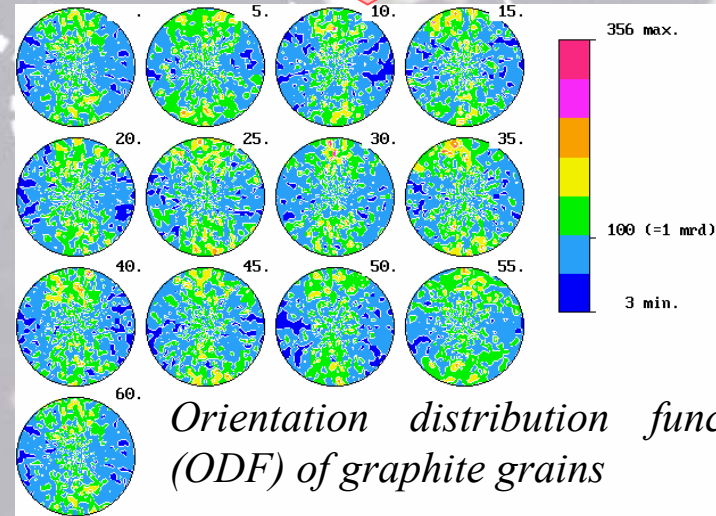 . 5. 10. 15.
356 max.
20. 25. 30. 35.
100 (=1 mrd)
40. 45. 50. 55.
3 min.
60.
Orientation distribution
(ODF) of graphite grains